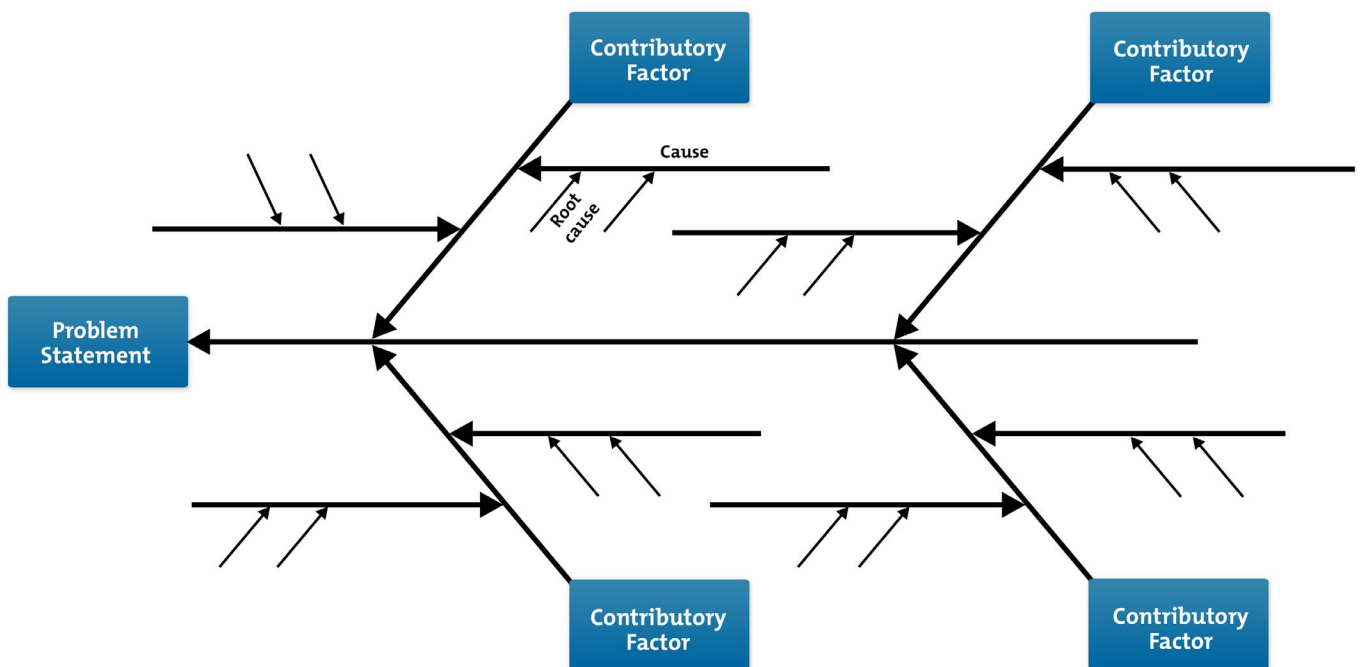 Contributory
Factor
Contributory
Factor
Cause
Root
cause
Problem
Statement
Contributory
Factor
Contributory
Factor